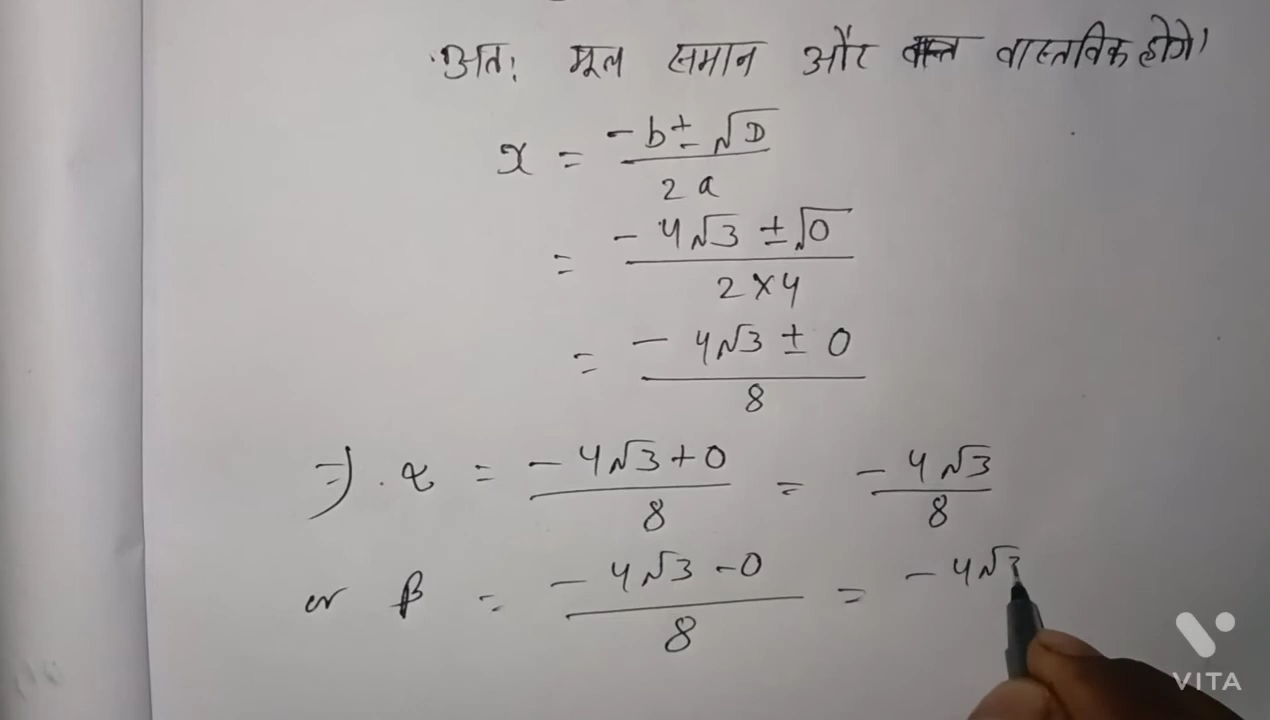 अतः मूल समान और वास्तविक होंगे।
x = (-b ± √D) / 2a
= (-4√3 ± √0) / (2×4)
= (-4√3 ± 0) / 8
⇒ α = (-4√3 + 0) / 8 = (-4√3) / 8
or β = (-4√3 - 0) / 8 = -4√3
VITA